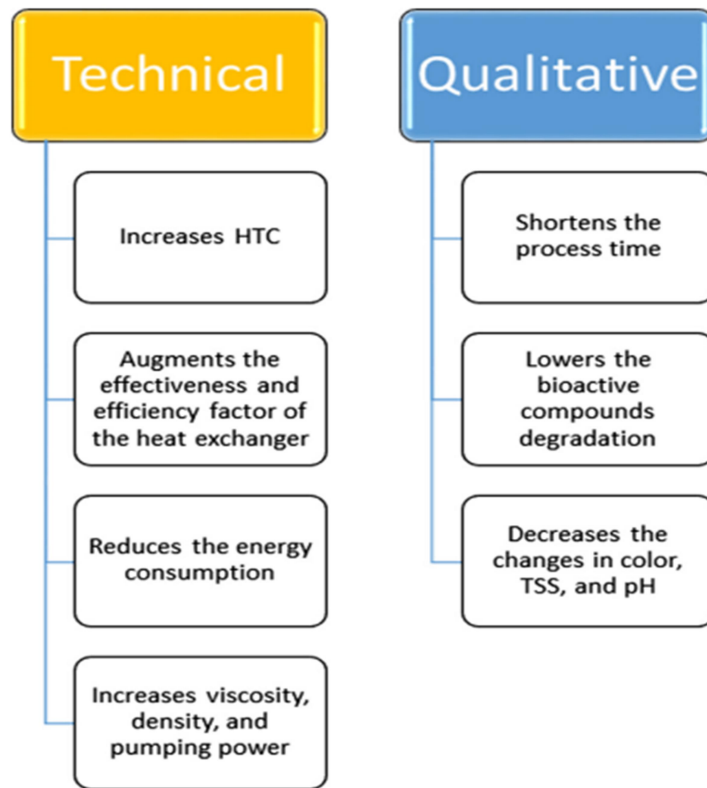 Technical
Increases HTC
Augments the
effectiveness and
efficiency factor of
the heat exchanger
Reduces the energy
consumption
Increases viscosity,
density, and
pumping power
Qualitative
Shortens the
process time
Lowers the
bioactive
compounds
degradation
Decreases the
changes in color,
TSS, and pH